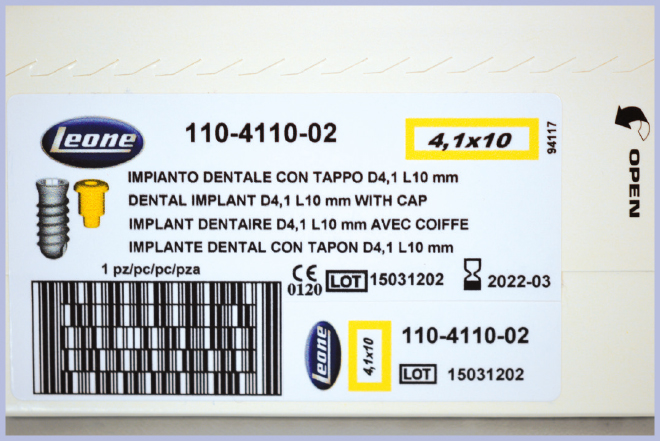 Leone
110-4110-02
4,1x10
94117
OPEN
IMPIANTO DENTALE CON TAPPO D4,1 L10 mm
DENTAL IMPLANT D4,1 L10 mm WITH CAP
IMPLANT DENTAIRE D4,1 L10 mm AVEC COIFFE
IMPLANTE DENTAL CON TAPON D4,1 L10 mm
1 pz/pc/pc/pza
CE 0120 LOT 15031202 2022-03
Leone
4,1x10
110-4110-02
LOT 15031202